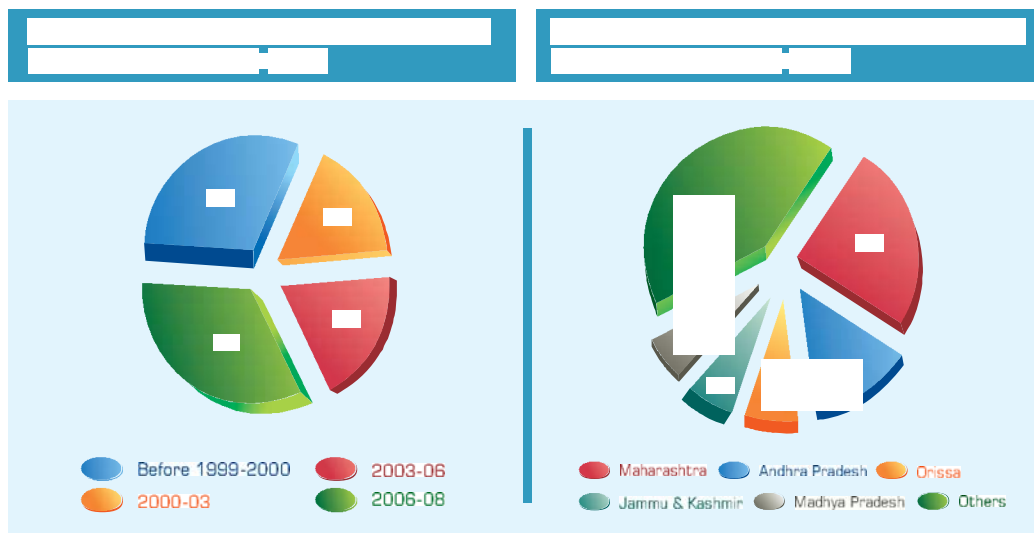 Before 1999-2000
2003-06
2000-03
2006-08
Maharashtra
Andhra Pradesh
Orissa
Jammu & Kashmir
Madhya Pradesh
Others